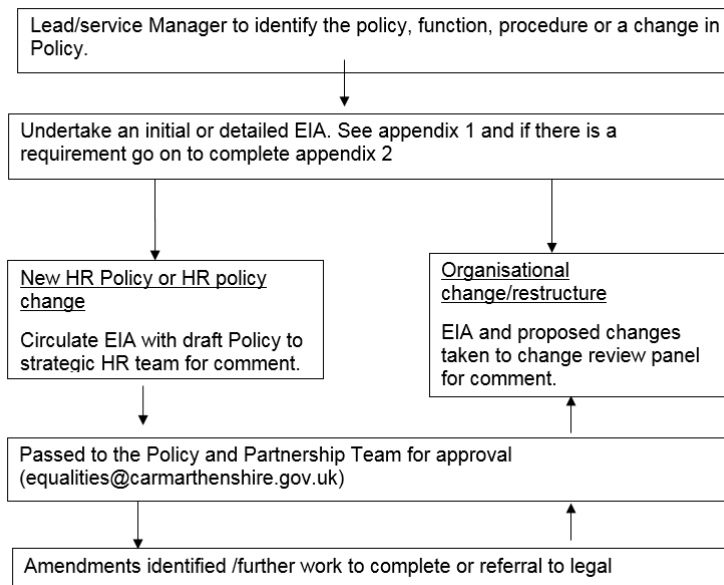 Lead/service Manager to identify the policy, function, procedure or a change in
Policy.
Undertake an initial or detailed EIA. See appendix 1 and if there is a
requirement go on to complete appendix 2
New HR Policy or HR policy
change
Circulate EIA with draft Policy to
strategic HR team for comment.
Organisational
change/restructure
EIA and proposed changes
taken to change review panel
for comment.
Passed to the Policy and Partnership Team for approval
(equalities@carmarthenshire.gov.uk)
Amendments identified /further work to complete or referral to legal